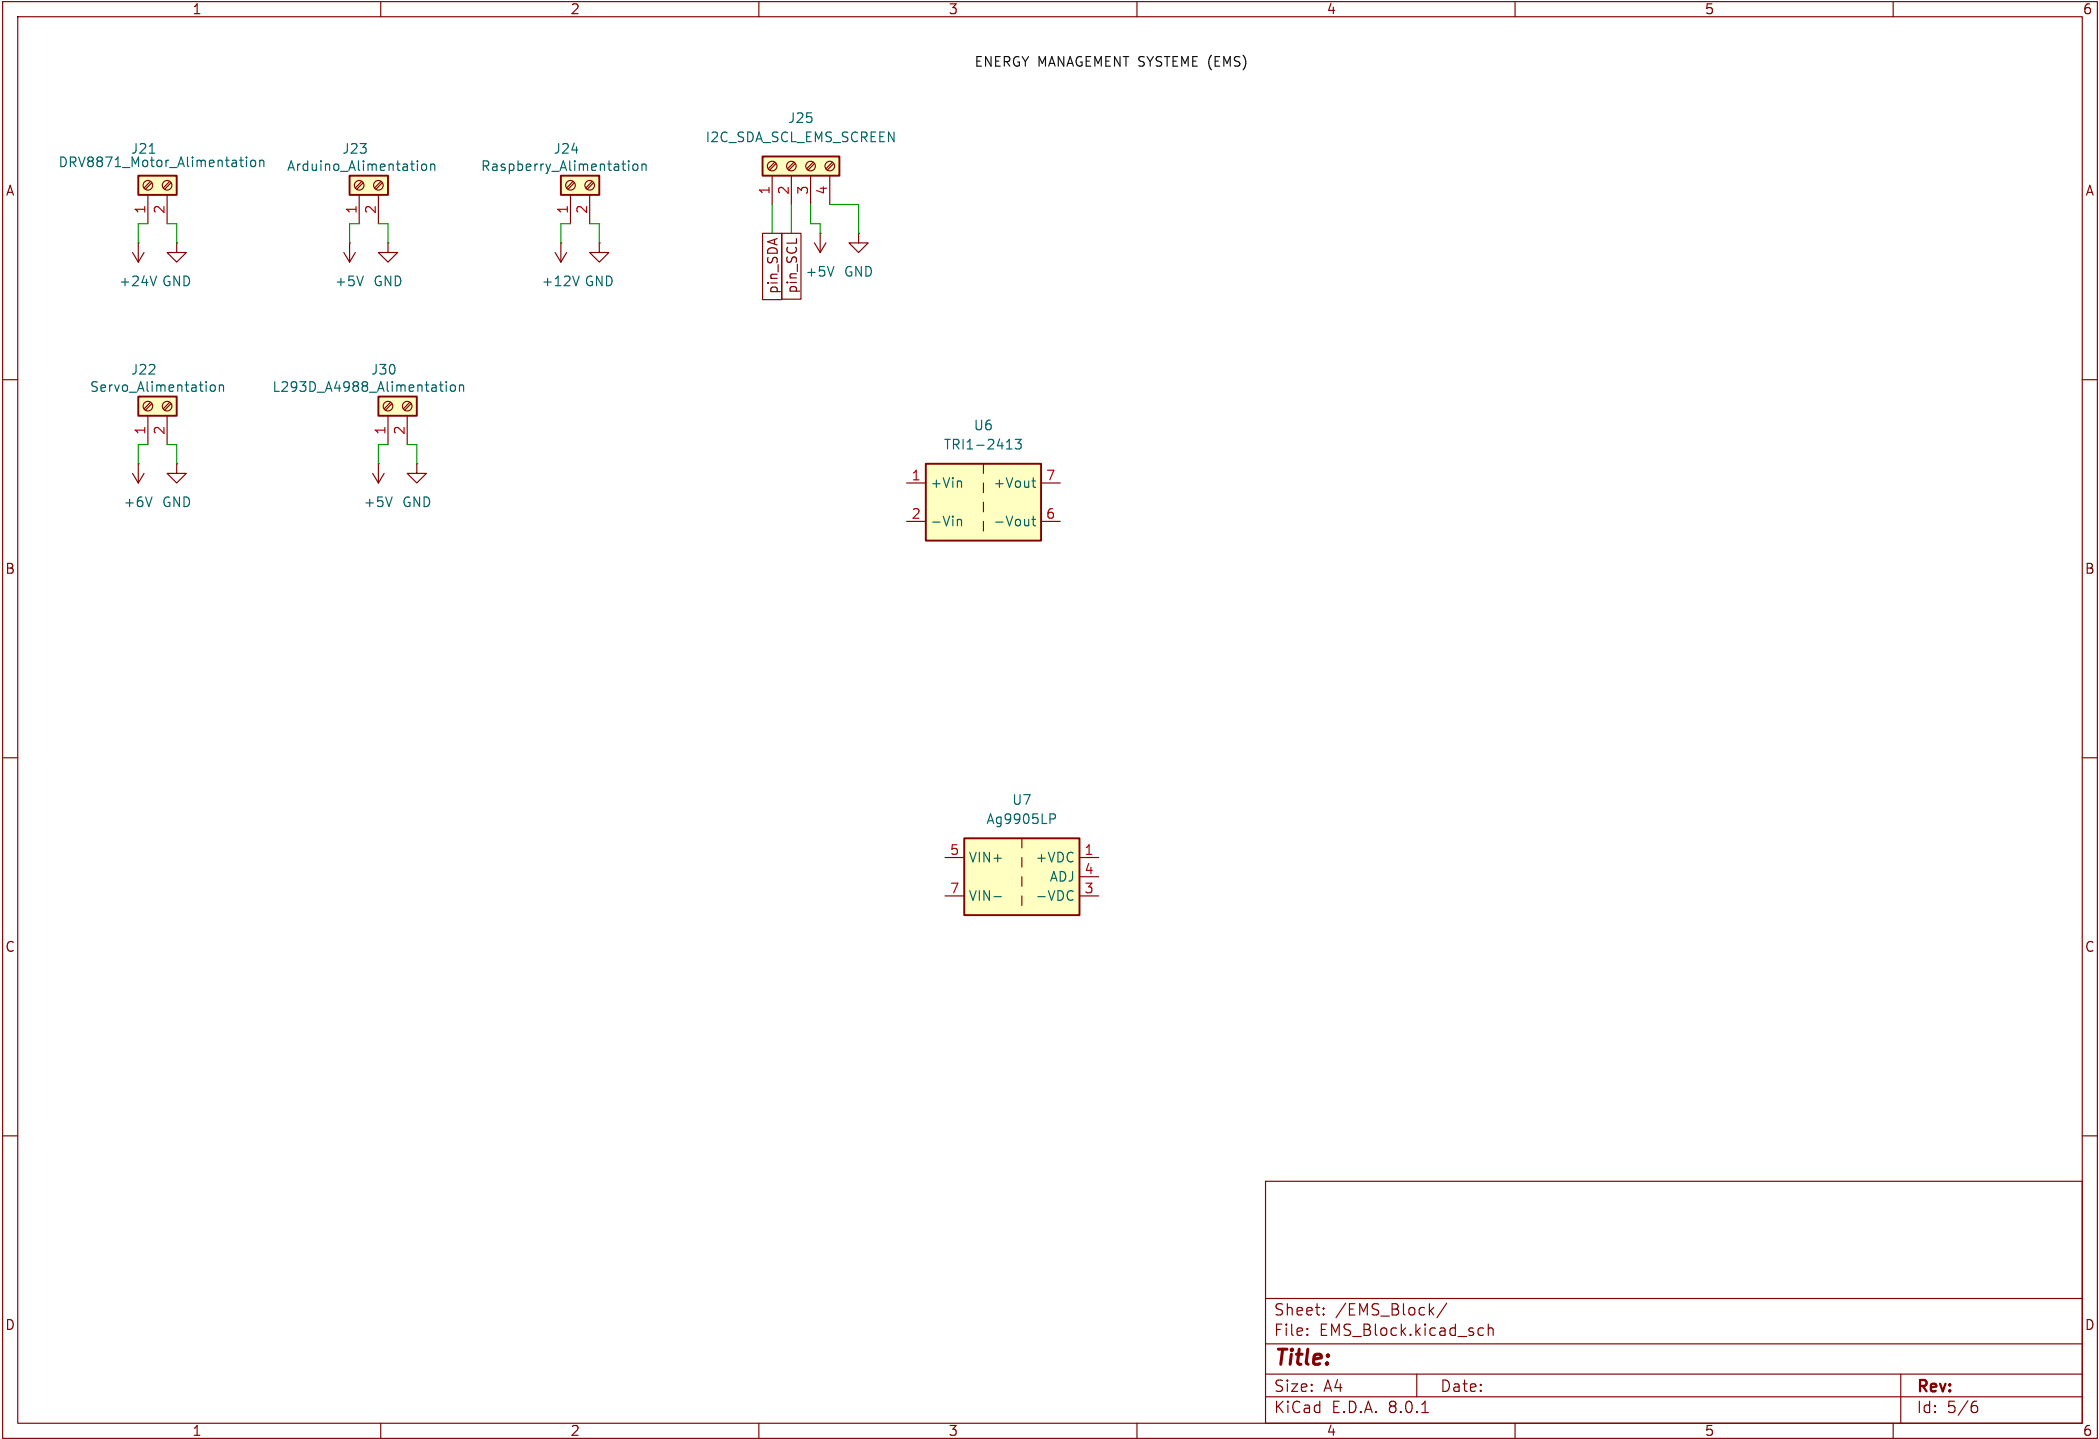 1 2 3 4 5 6
ENERGY MANAGEMENT SYSTEME (EMS)
J21
DRV8871_Motor_Alimentation
1 2
+24V GND
J23
Arduino_Alimentation
1 2
+5V GND
J24
Raspberry_Alimentation
1 2
+12V GND
J25
I2C_SDA_SCL_EMS_SCREEN
1 2 3 4
pin_SDA
pin_SCL
+5V GND
A A
J22
Servo_Alimentation
1 2
+6V GND
J30
L293D_A4988_Alimentation
1 2
+5V GND
U6
TRI1-2413
1 +Vin +Vout 7
2 -Vin -Vout 6
B B
U7
Ag9905LP
5 VIN+ +VDC 1
ADJ 4
7 VIN- -VDC 3
C C
D D
Sheet: /EMS_Block/
File: EMS_Block.kicad_sch
Title:
Size: A4 Date: Rev:
KiCad E.D.A. 8.0.1 Id: 5/6
1 2 3 4 5 6